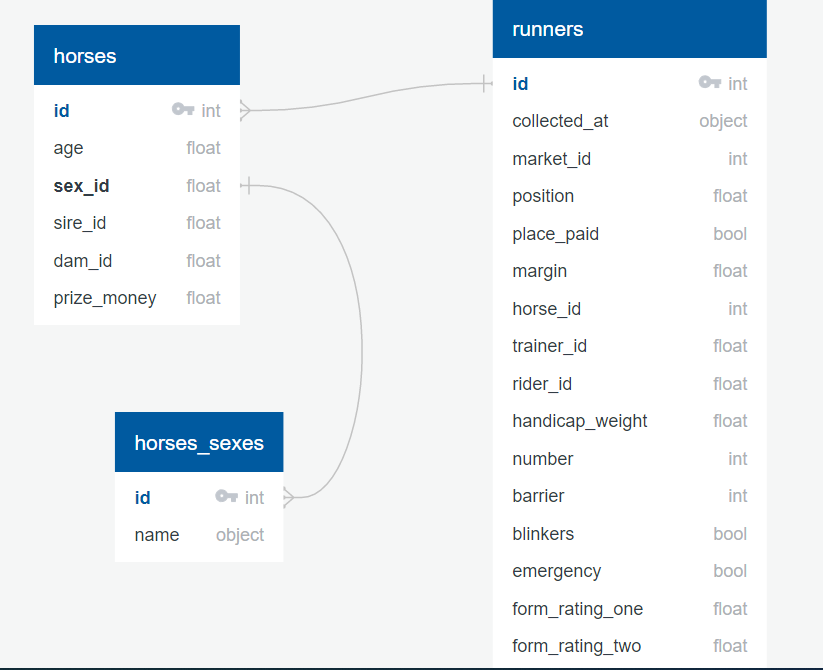 horses
id int
age float
sex_id float
sire_id float
dam_id float
prize_money float
horses_sexes
id int
name object
runners
id int
collected_at object
market_id int
position float
place_paid bool
margin float
horse_id int
trainer_id float
rider_id float
handicap_weight float
number int
barrier int
blinkers bool
emergency bool
form_rating_one float
form_rating_two float